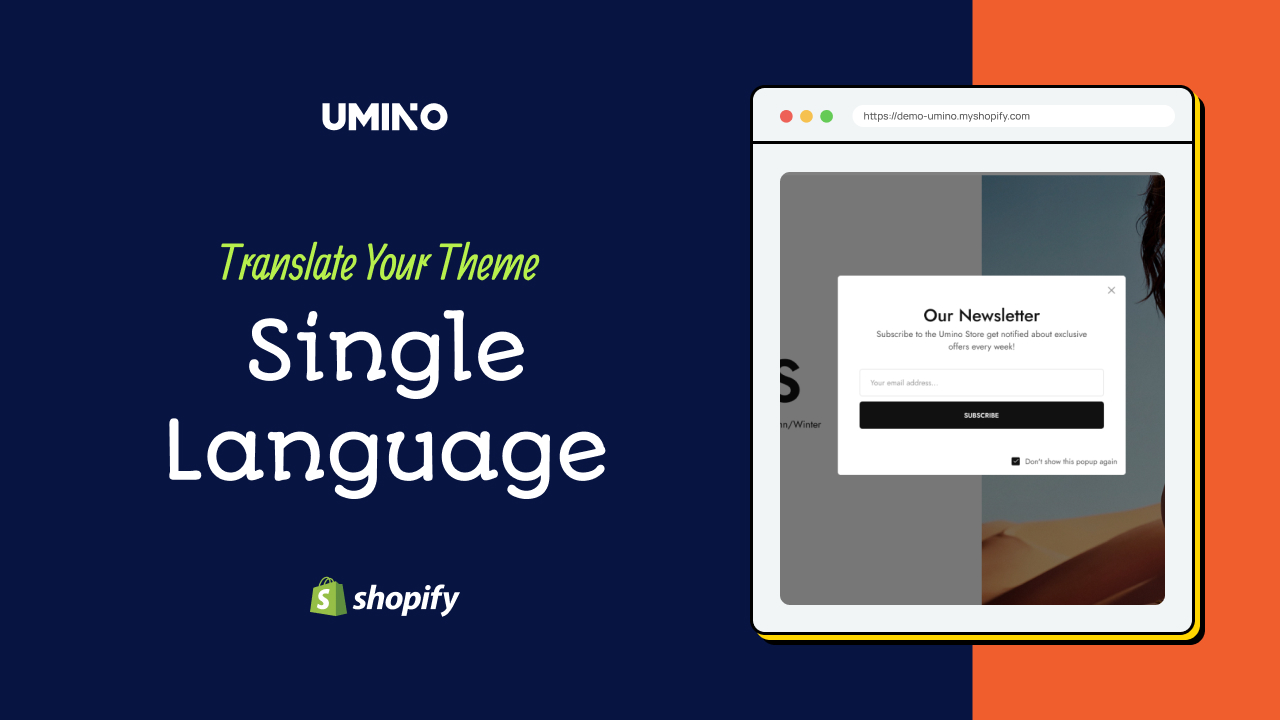 UMINO
Translate Your Theme
Single
Language
shopify
https://demo-umino.myshopify.com
Our Newsletter
Subscribe to the Umino Store get notified about exclusive
offers every week!
Your email address...
SUBSCRIBE
Don't show this popup again
S
/Winter